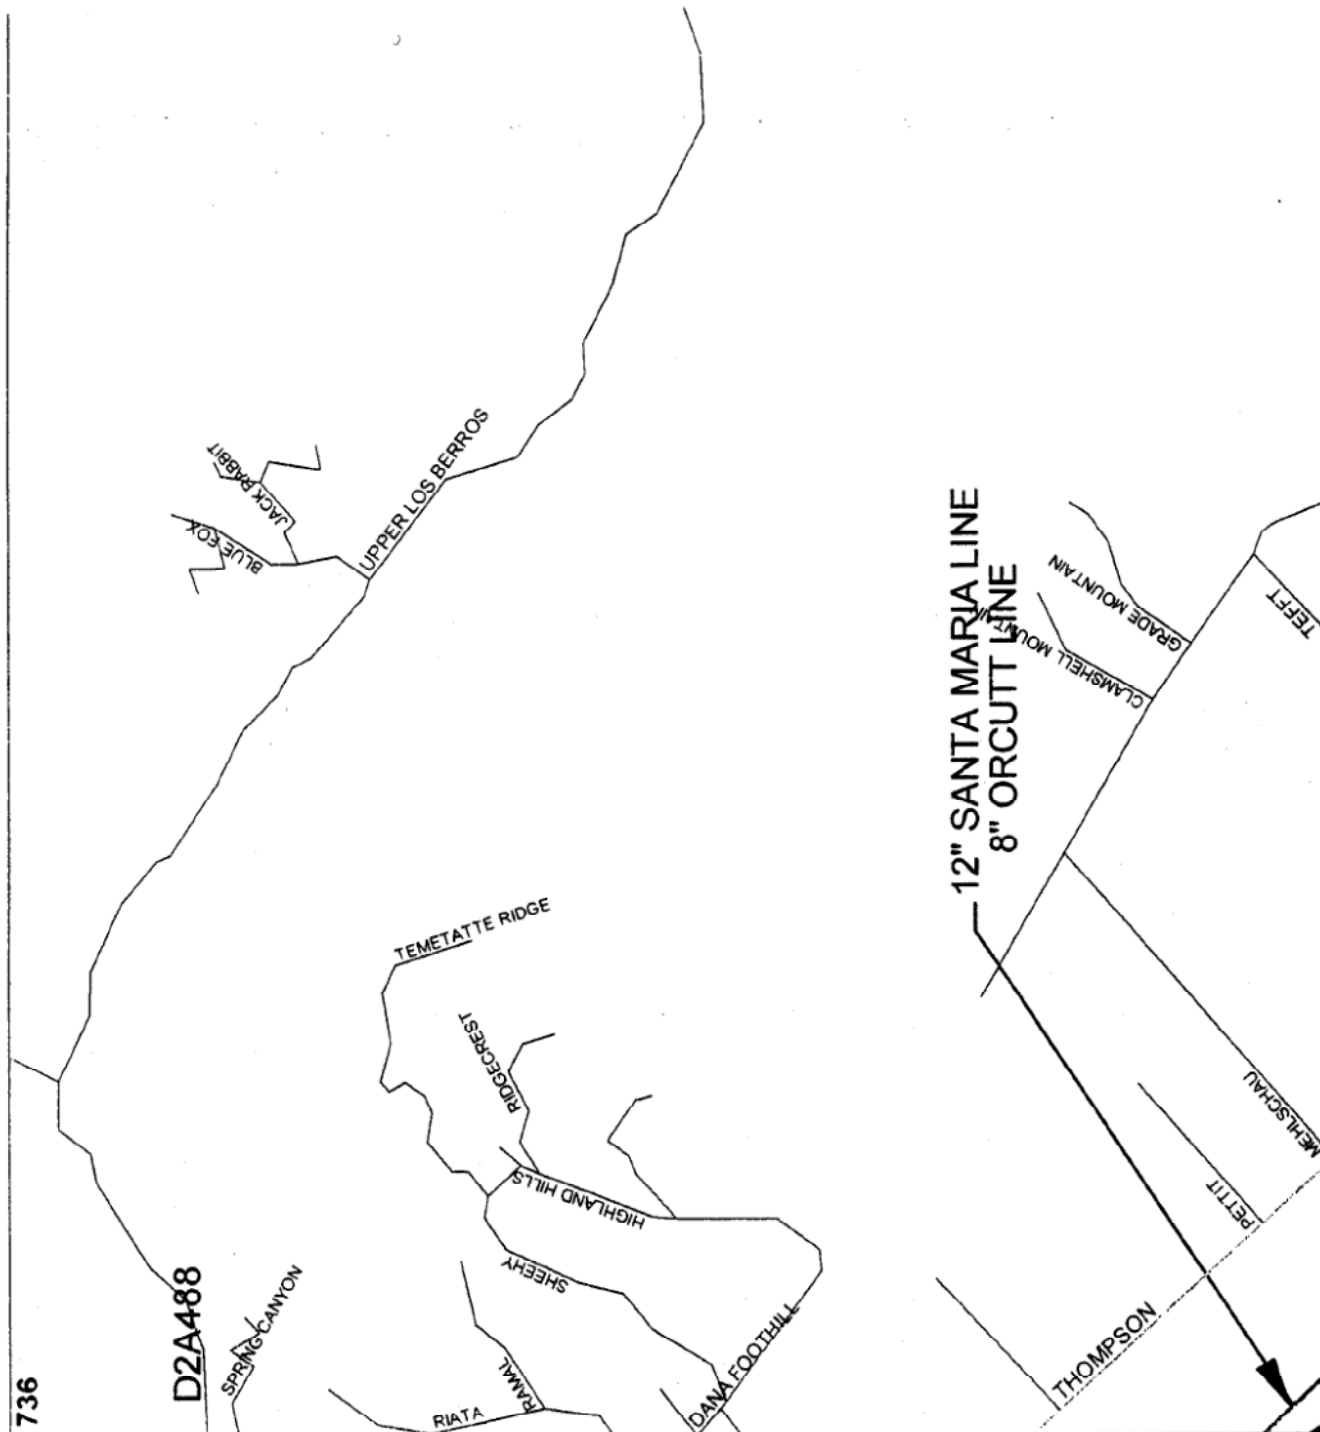 JACK RABBIT
BLUE FOX
UPPER LOS BERROS
12" SANTA MARIA LINE
8" ORCUTT LINE
GRADE MOUNTAIN
CLAMSHELL MOUNTAIN
TEFFT
TEMETATTE RIDGE
RIDGECREST
HIGHLAND HILLS
SHEEHY
MEHLSCHAU
PETTIT
D2A488
SPRING CANYON
RAMAL
RIATA
DANA FOOTHILL
THOMPSON
736